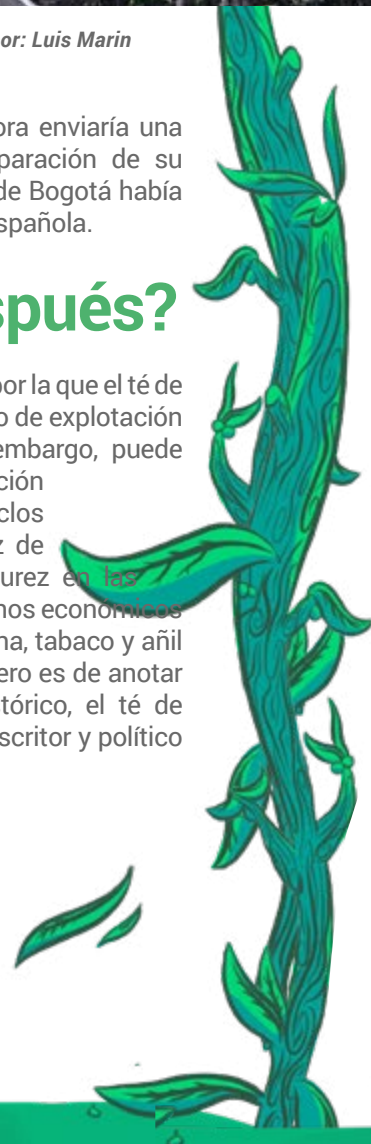 or: Luis Marin
ora enviaría una
paración de su
de Bogotá había
spañola.
spués?
por la que el té de
o de explotación
embargo, puede
ción
clos
z de
urez en las
nos económicos
na, tabaco y añil
ero es de anotar
tórico, el té de
scritor y político